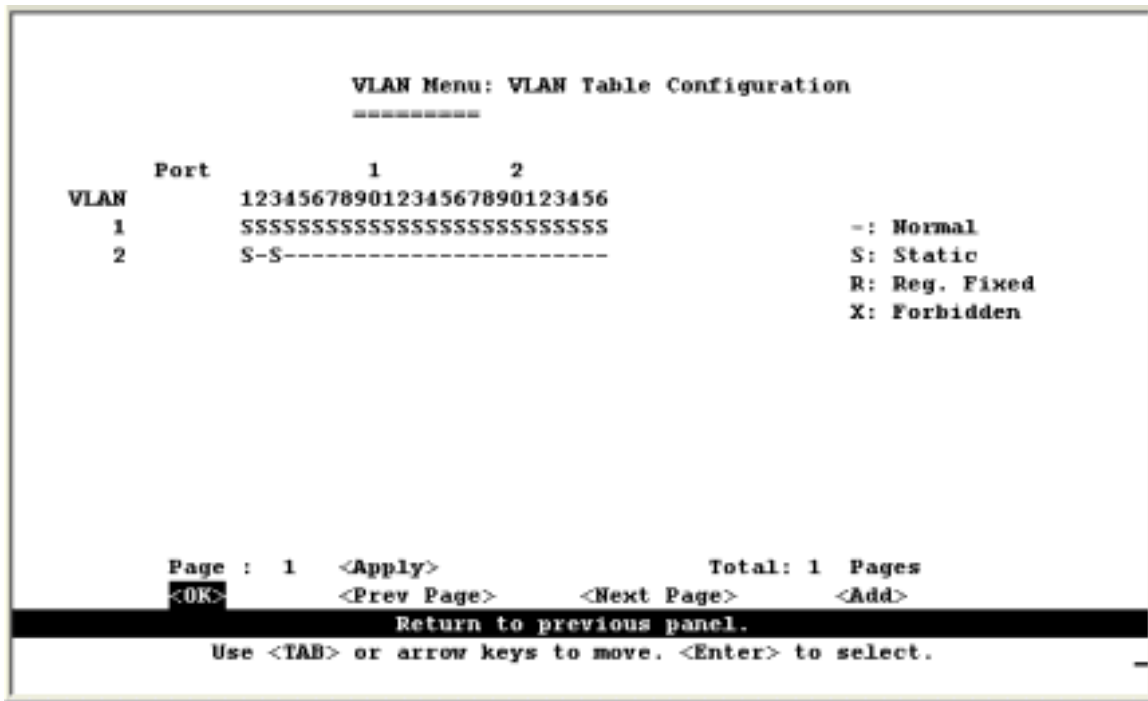 VLAN Menu: VLAN Table Configuration
=========
Port 1 2
VLAN 12345678901234567890123456
1 SSSSSSSSSSSSSSSSSSSSSSSSSS -: Normal
2 S-S----------------------- S: Static
R: Reg. Fixed
X: Forbidden
Page : 1 <Apply> Total: 1 Pages
<OK> <Prev Page> <Next Page> <Add>
Return to previous panel.
Use <TAB> or arrow keys to move. <Enter> to select.